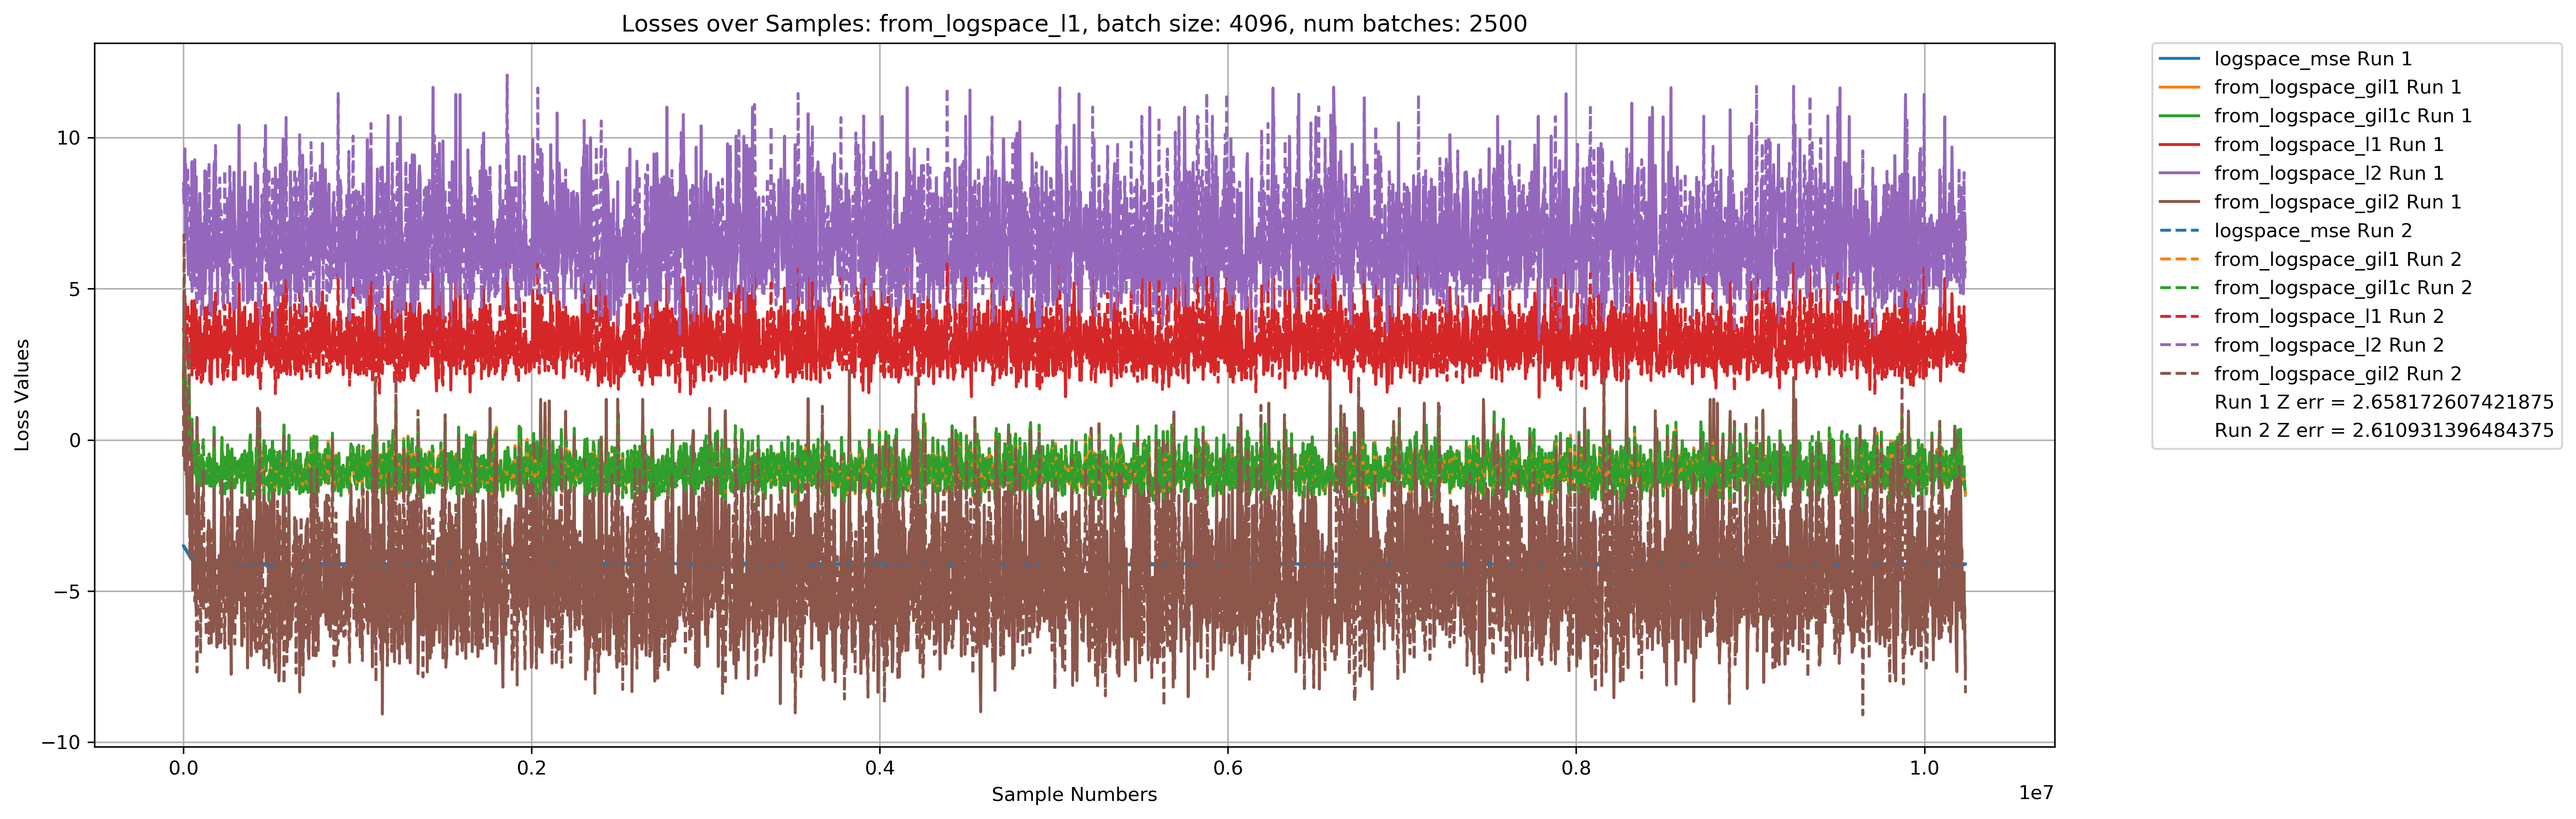 Losses over Samples: from_logspace_l1, batch size: 4096, num batches: 2500
Loss Values
10
5
0
−5
−10
0.0
0.2
0.4
0.6
0.8
1.0
1e7
Sample Numbers
logspace_mse Run 1
from_logspace_gil1 Run 1
from_logspace_gil1c Run 1
from_logspace_l1 Run 1
from_logspace_l2 Run 1
from_logspace_gil2 Run 1
logspace_mse Run 2
from_logspace_gil1 Run 2
from_logspace_gil1c Run 2
from_logspace_l1 Run 2
from_logspace_l2 Run 2
from_logspace_gil2 Run 2
Run 1 Z err = 2.658172607421875
Run 2 Z err = 2.610931396484375